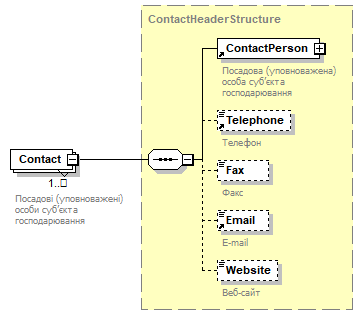 ContactHeaderStructure
ContactPerson
Посадова (уповноважена)
особа суб'єкта
господарювання
Telephone
Телефон
Contact
1..□
Посадові (уповноважені)
особи суб'єкта
господарювання
Fax
Факс
Email
E-mail
Website
Веб-сайт